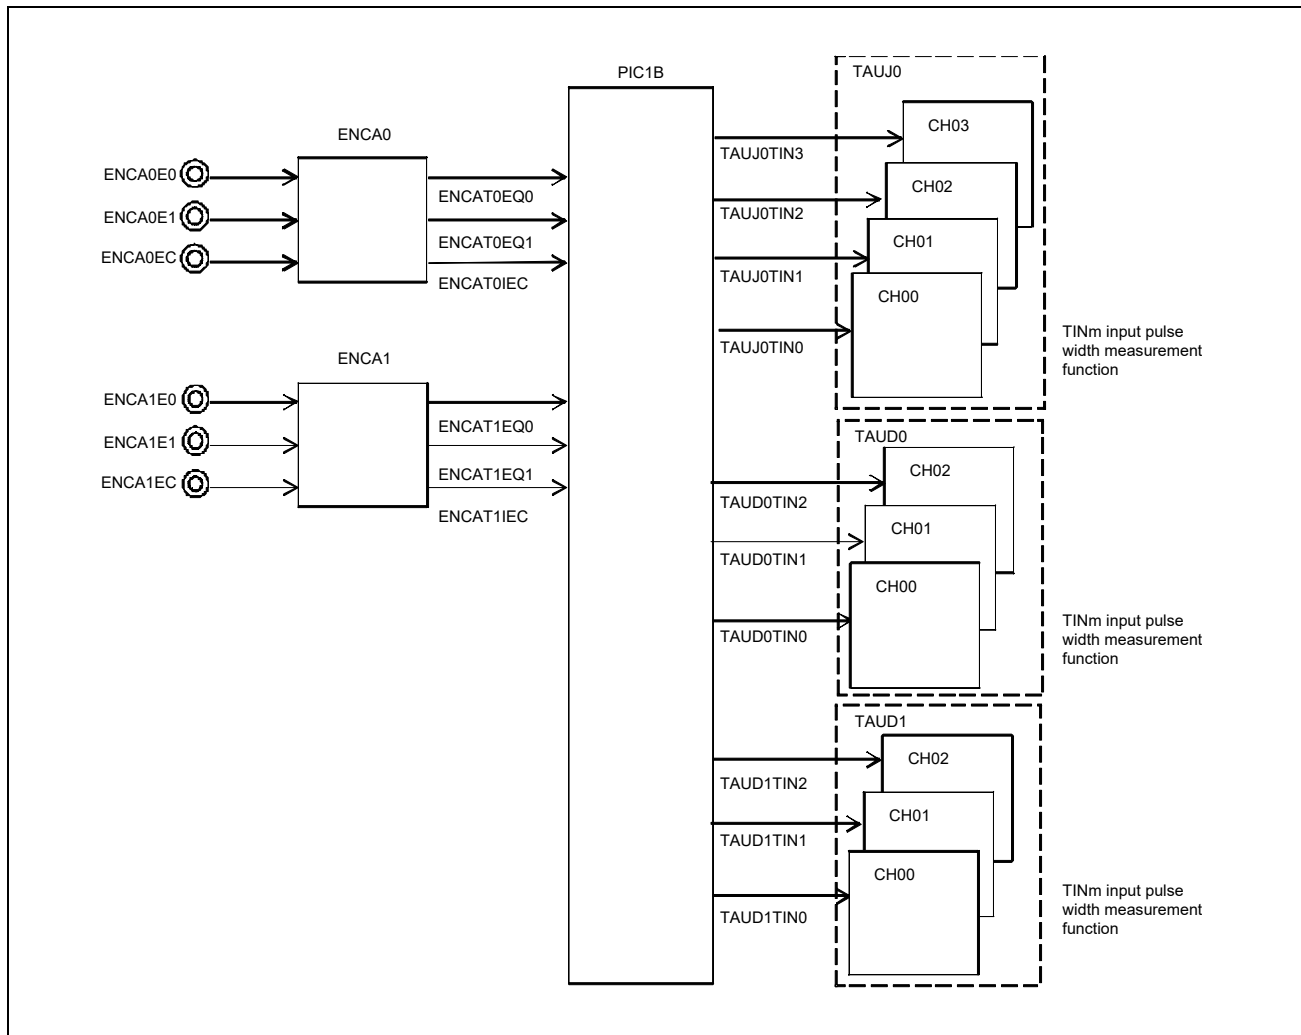 PIC1B
TAUJ0
ENCA0
ENCA0E0
ENCA0E1
ENCA0EC
ENCAT0EQ0
ENCAT0EQ1
ENCAT0IEC
ENCA1
ENCA1E0
ENCA1E1
ENCA1EC
ENCAT1EQ0
ENCAT1EQ1
ENCAT1IEC
TAUJ0TIN3
TAUJ0TIN2
TAUJ0TIN1
TAUJ0TIN0
CH03
CH02
CH01
CH00
TINm input pulse
width measurement
function
TAUD0
TAUD0TIN2
TAUD0TIN1
TAUD0TIN0
CH02
CH01
CH00
TINm input pulse
width measurement
function
TAUD1
TAUD1TIN2
TAUD1TIN1
TAUD1TIN0
CH02
CH01
CH00
TINm input pulse
width measurement
function